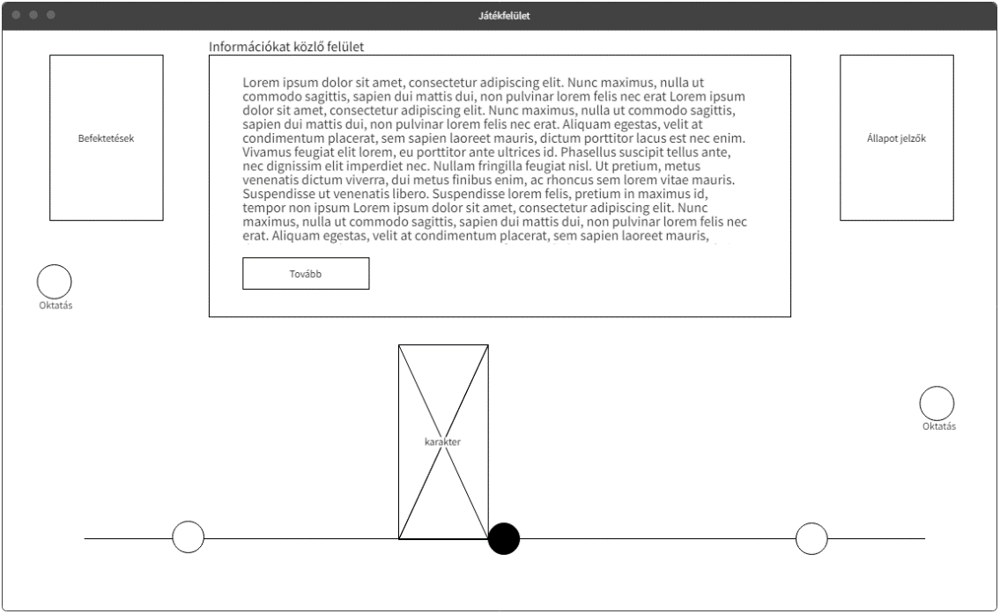 Játékfelület
Információkat közlő felület
Befektetések
Lorem ipsum dolor sit amet, consectetur adipiscing elit. Nunc maximus, nulla ut
commodo sagittis, sapien dui mattis dui, non pulvinar lorem felis nec erat Lorem ipsum
dolor sit amet, consectetur adipiscing elit. Nunc maximus, nulla ut commodo sagittis,
sapien dui mattis dui, non pulvinar lorem felis nec erat. Aliquam egestas, velit at
condimentum placerat, sem sapien laoreet mauris, dictum porttitor lacus est nec enim.
Vivamus feugiat elit lorem, eu porttitor ante ultrices id. Phasellus suscipit tellus ante,
nec dignissim elit imperdiet nec. Nullam fringilla feugiat nisl. Ut pretium, metus
venenatis dictum viverra, dui metus finibus enim, ac rhoncus sem lorem vitae mauris.
Suspendisse ut venenatis libero. Suspendisse lorem felis, pretium in maximus id,
tempor non ipsum Lorem ipsum dolor sit amet, consectetur adipiscing elit. Nunc
maximus, nulla ut commodo sagittis, sapien dui mattis dui, non pulvinar lorem felis nec
erat. Aliquam egestas, velit at condimentum placerat, sem sapien laoreet mauris,
Állapot jelzők
Tovább
Oktatás
karakter
Oktatás